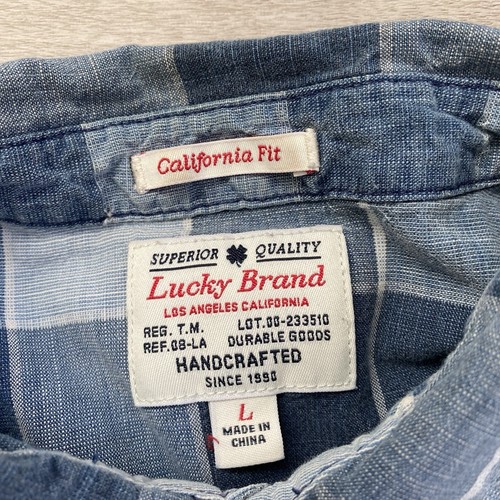 California Fit
SUPERIOR QUALITY
Lucky Brand
LOS ANGELES CALIFORNIA
REG. T.M. LOT.00-233510
REF.08-LA DURABLE GOODS
HANDCRAFTED
SINCE 1990
L
MADE IN
CHINA